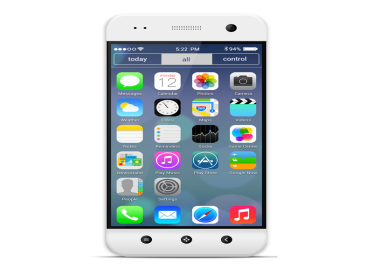 5:22 PM
94%
today all control
Messages Calendar Photos Camera
12
Weather Clock Maps Videos
Notes Reminders Stocks Game Center
Newsstand Play Music Play Store Google Now
People Settings